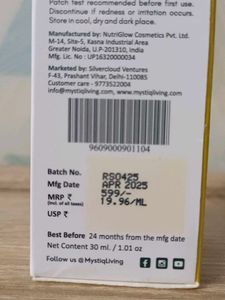 Patch test recommended before first use.
Discontinue if redness or irritation occurs.
Store in cool, dry and dark place.
Manufactured by:- NutriGlow Cosmetics Pvt. Ltd.
M-14, Site-5, Kasna Industrial Area
Greater Noida, U.P-201310, India
Mfg. Lic No : UP16320000034
Marketed by: Silvercloud Ventures
F-43, Prashant Vihar, Delhi-110085
Customer care - 9773522004
www.mystiqliving.com
9609000901104
Batch No. RS0425
Mfg Date APR 2025
MRP ₹ 599/-
(Incl. of all taxes) 19.96/ML
USP ₹
Best Before 24 months from the mfg date
Net Content 30 ml. / 1.01 oz
Follow us @MystiqLiving